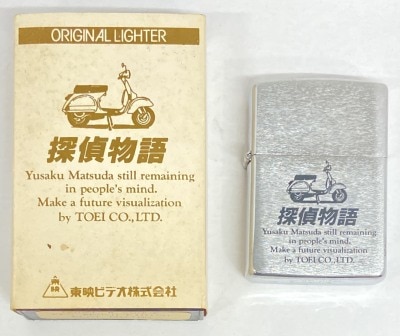 ORIGINAL LIGHTER
探偵物語
Yusaku Matsuda still remaining
in people's mind.
Make a future visualization
by TOEI CO., LTD.
東映
東映ビデオ株式会社
探偵物語
Yusaku Matsuda still remaining
in people's mind.
Make a future visualization
by TOEI CO., LTD.